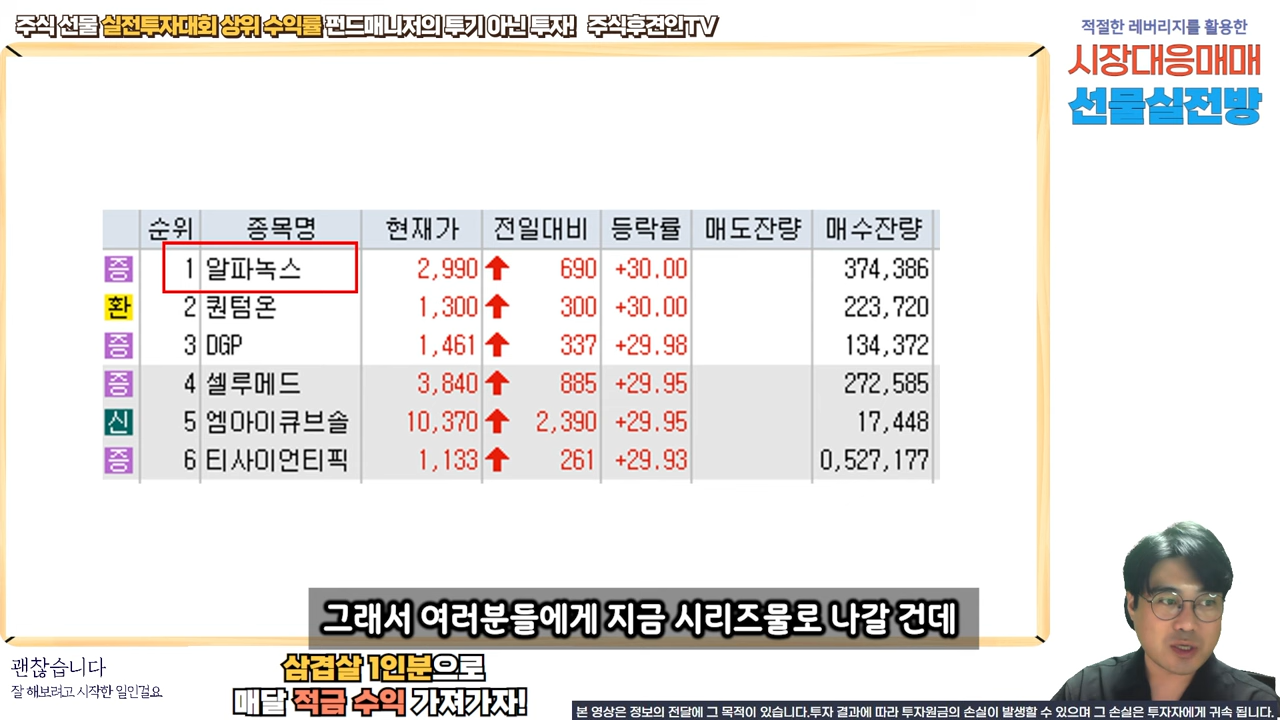 주식 선물 실전투자대회 상위 수익률 펀드매니저의 투기 아닌 투자! 주식후견인TV
적절한 레버리지를 활용한
시장대응매매
선물실전방
순위 종목명 현재가 전일대비 등락률 매도잔량 매수잔량
증 1 알파녹스 2,990 690 +30.00 374,386
환 2 퀀텀온 1,300 300 +30.00 223,720
증 3 DGP 1,461 337 +29.98 134,372
증 4 셀루메드 3,840 885 +29.95 272,585
신 5 엠아이큐브솔 10,370 2,390 +29.95 17,448
증 6 티사이언티픽 1,133 261 +29.93 0,527,177
그래서 여러분들에게 지금 시리즈물로 나갈 건데
괜찮습니다
잘 해보려고 시작한 일인걸요
삼겹살 1인분으로
매달 적금 수익 가져가자!
본 영상은 정보의 전달에 그 목적이 있습니다.투자 결과에 따라 투자원금의 손실이 발생할 수 있으며 그 손실은 투자자에게 귀속 됩니다.